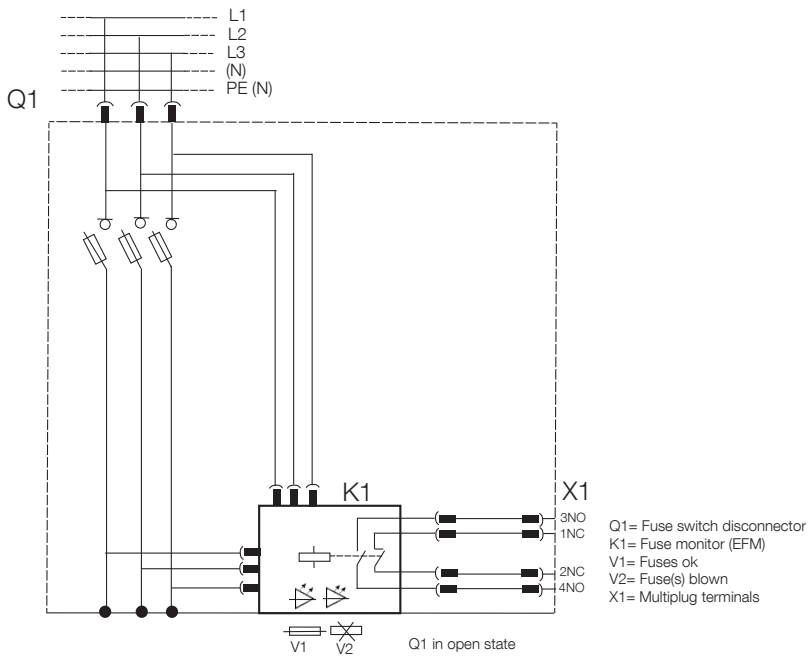 L1
L2
L3
(N)
PE (N)
Q1
K1
X1
3NO
1NC
2NC
4NO
Q1= Fuse switch disconnector
K1= Fuse monitor (EFM)
V1= Fuses ok
V2= Fuse(s) blown
X1= Multiplug terminals
V1
V2
Q1 in open state